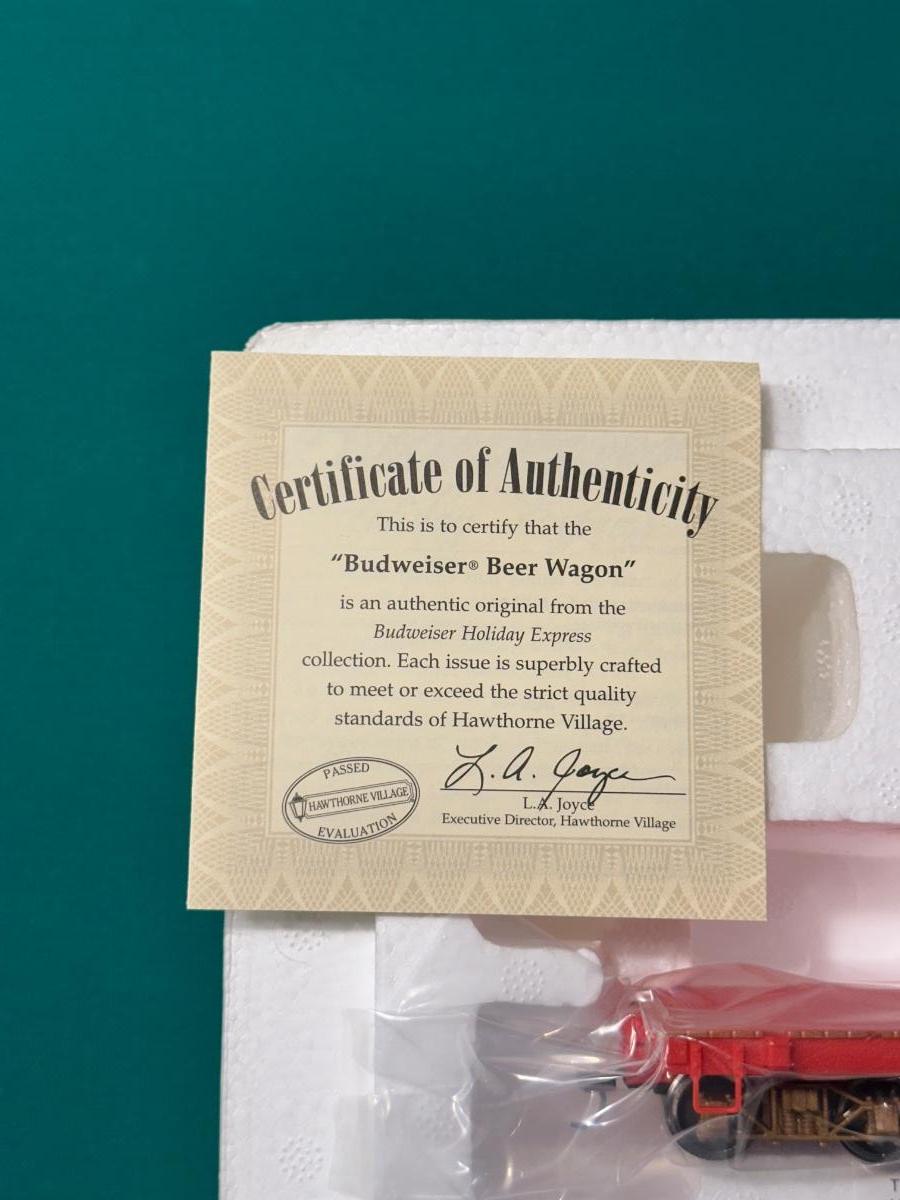 Certificate of Authenticity
This is to certify that the
“Budweiser® Beer Wagon”
is an authentic original from the
Budweiser Holiday Express
collection. Each issue is superbly crafted
to meet or exceed the strict quality
standards of Hawthorne Village.
PASSED
HAWTHORNE VILLAGE
EVALUATION
L. A. Joyce
L.A. Joyce
Executive Director, Hawthorne Village